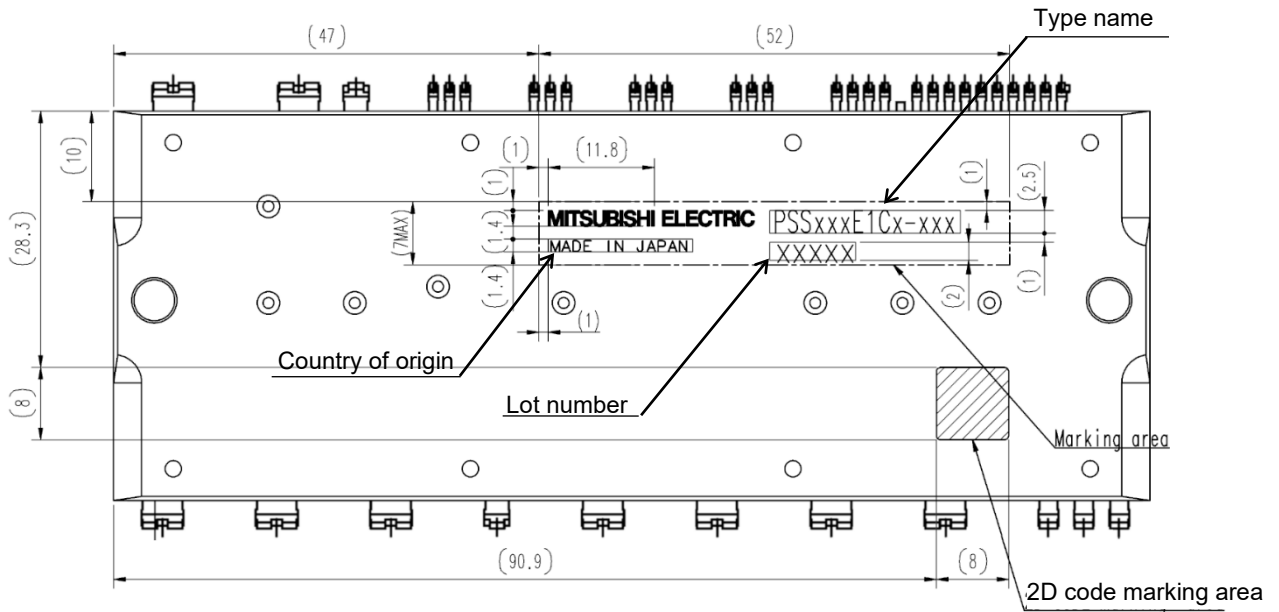 Type name
(47)
(52)
(10)
(1)
(11.8)
(1)
(2.5)
(1)
(28.3)
(7MAX)
(1.4)
MITSUBISHI ELECTRIC
PSSxxxE1Cx-xxx
MADE IN JAPAN
XXXXX
(1.4)
(2)
(1)
(1)
Country of origin
Lot number
(8)
Marking area
(90.9)
(8)
2D code marking area